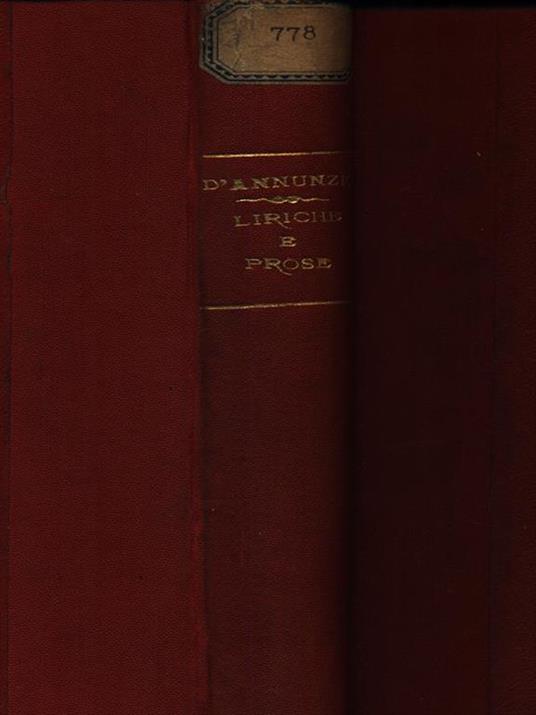 778
D'ANNUNZI
LIRICHE
E
PROSE